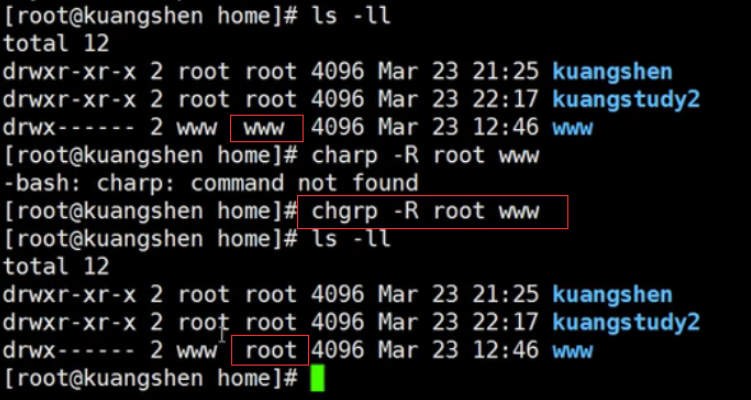 [root@kuangshen home]# ls -ll
total 12
drwxr-xr-x 2 root root 4096 Mar 23 21:25 kuangshen
drwxr-xr-x 2 root root 4096 Mar 23 22:17 kuangstudy2
drwx------ 2 www  www  4096 Mar 23 12:46 www
[root@kuangshen home]# charp -R root www
-bash: charp: command not found
[root@kuangshen home]# chgrp -R root www
[root@kuangshen home]# ls -ll
total 12
drwxr-xr-x 2 root root 4096 Mar 23 21:25 kuangshen
drwxr-xr-x 2 root root 4096 Mar 23 22:17 kuangstudy2
drwx------ 2 www  root 4096 Mar 23 12:46 www
[root@kuangshen home]#